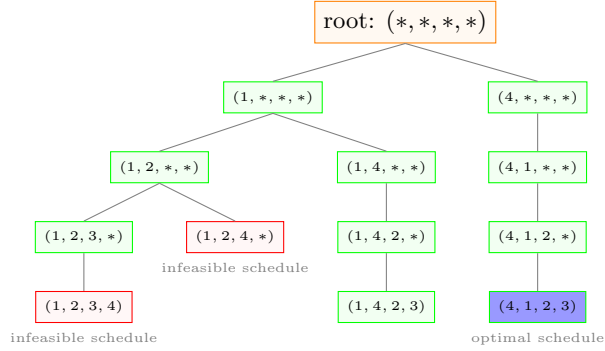 root: (∗, ∗, ∗, ∗)
(1, ∗, ∗, ∗) (4, ∗, ∗, ∗)
(1, 2, ∗, ∗) (1, 4, ∗, ∗) (4, 1, ∗, ∗)
(1, 2, 3, ∗) (1, 2, 4, ∗) (1, 4, 2, ∗) (4, 1, 2, ∗)
infeasible schedule
(1, 2, 3, 4) (1, 4, 2, 3) (4, 1, 2, 3)
infeasible schedule optimal schedule